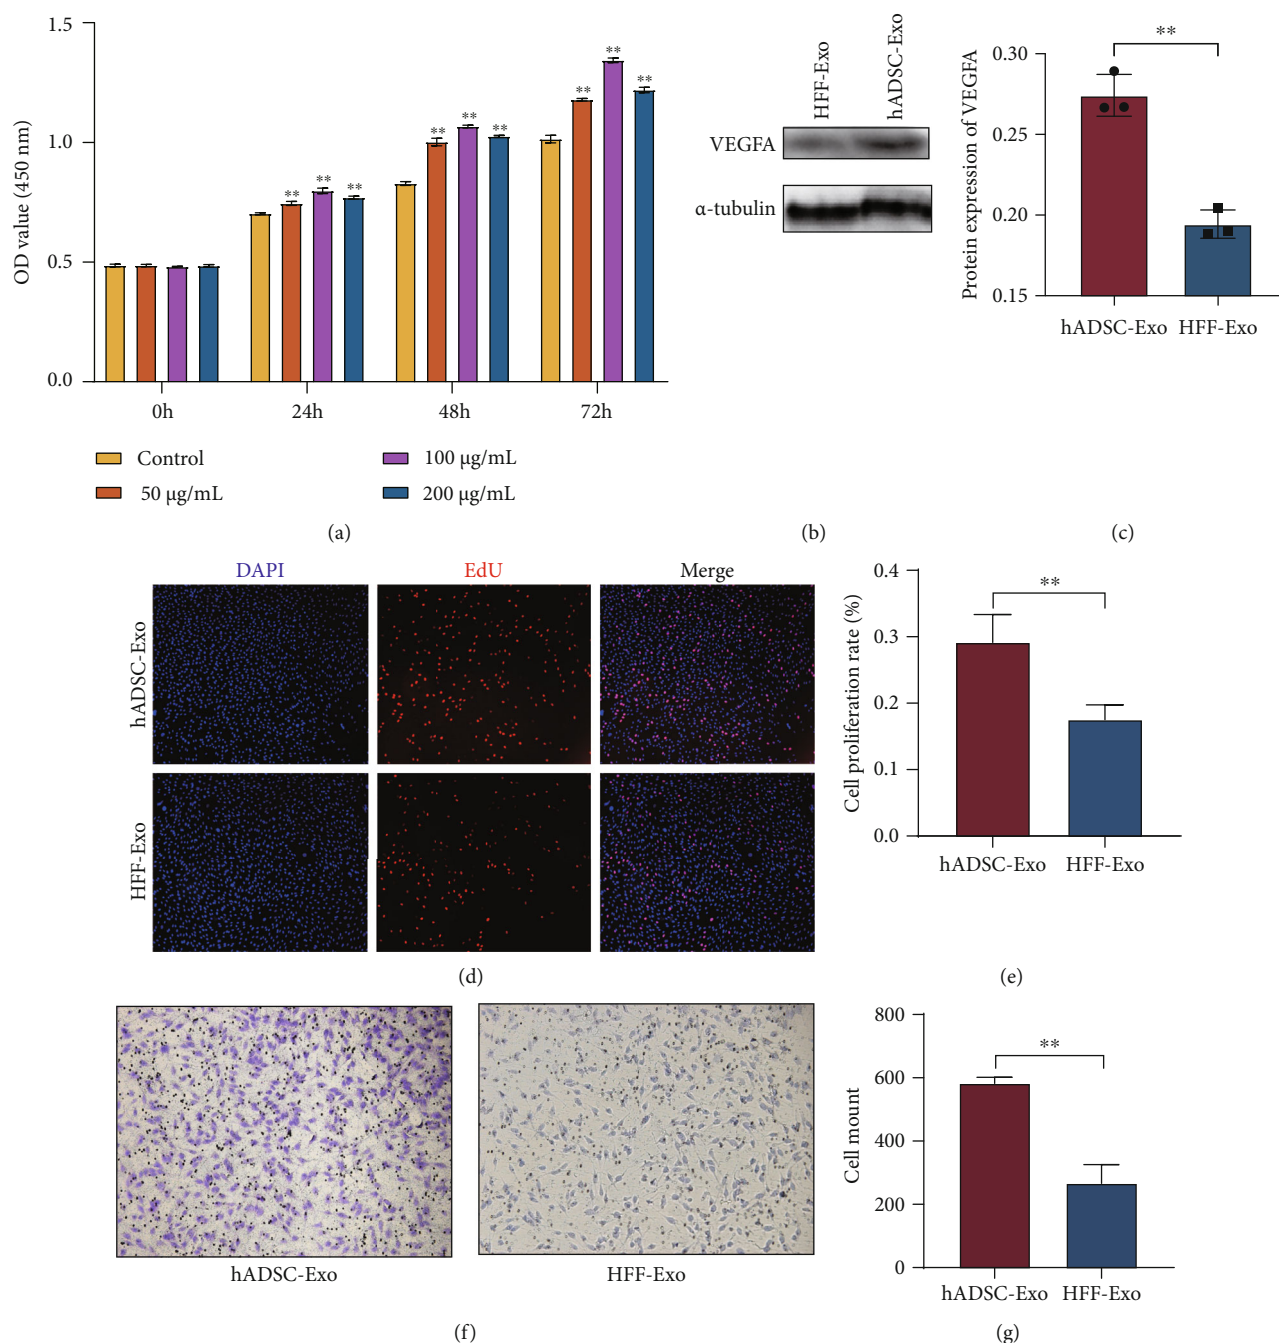 1.5
1.0
0.5
0.0
OD value (450 nm)
** ** **
** ** **
** ** **
0h 24h 48h 72h
Control
50 μg/mL
100 μg/mL
200 μg/mL
(a)
HFF-Exo
hADSC-Exo
VEGFA
α-tubulin
(b)
**
0.30
0.25
0.20
0.15
Protein expression of VEGFA
hADSC-Exo HFF-Exo
(c)
DAPI EdU Merge
hADSC-Exo
HFF-Exo
(d)
0.4
0.3
0.2
0.1
0.0
Cell proliferation rate (%)
**
hADSC-Exo HFF-Exo
(e)
hADSC-Exo HFF-Exo
(f)
800
600
400
200
0
Cell mount
**
hADSC-Exo HFF-Exo
(g)